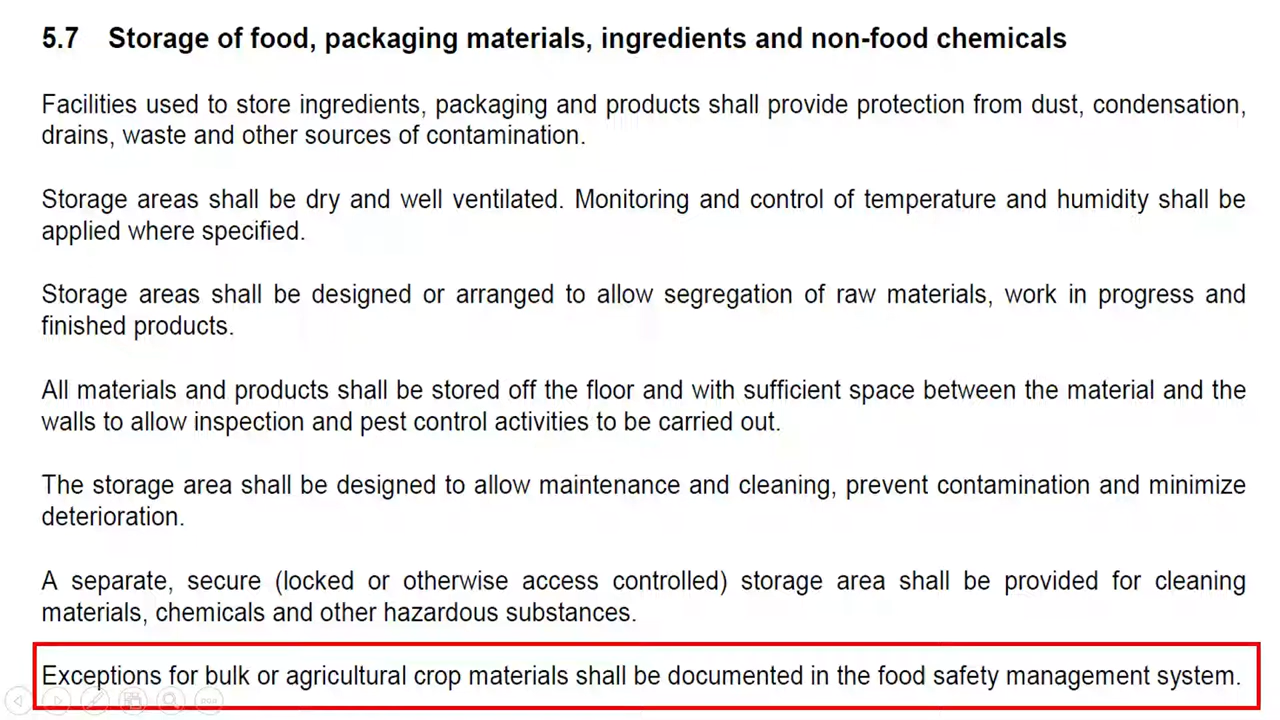 5.7 Storage of food, packaging materials, ingredients and non-food chemicals
Facilities used to store ingredients, packaging and products shall provide protection from dust, condensation,
drains, waste and other sources of contamination.
Storage areas shall be dry and well ventilated. Monitoring and control of temperature and humidity shall be
applied where specified.
Storage areas shall be designed or arranged to allow segregation of raw materials, work in progress and
finished products.
All materials and products shall be stored off the floor and with sufficient space between the material and the
walls to allow inspection and pest control activities to be carried out.
The storage area shall be designed to allow maintenance and cleaning, prevent contamination and minimize
deterioration.
A separate, secure (locked or otherwise access controlled) storage area shall be provided for cleaning
materials, chemicals and other hazardous substances.
Exceptions for bulk or agricultural crop materials shall be documented in the food safety management system.